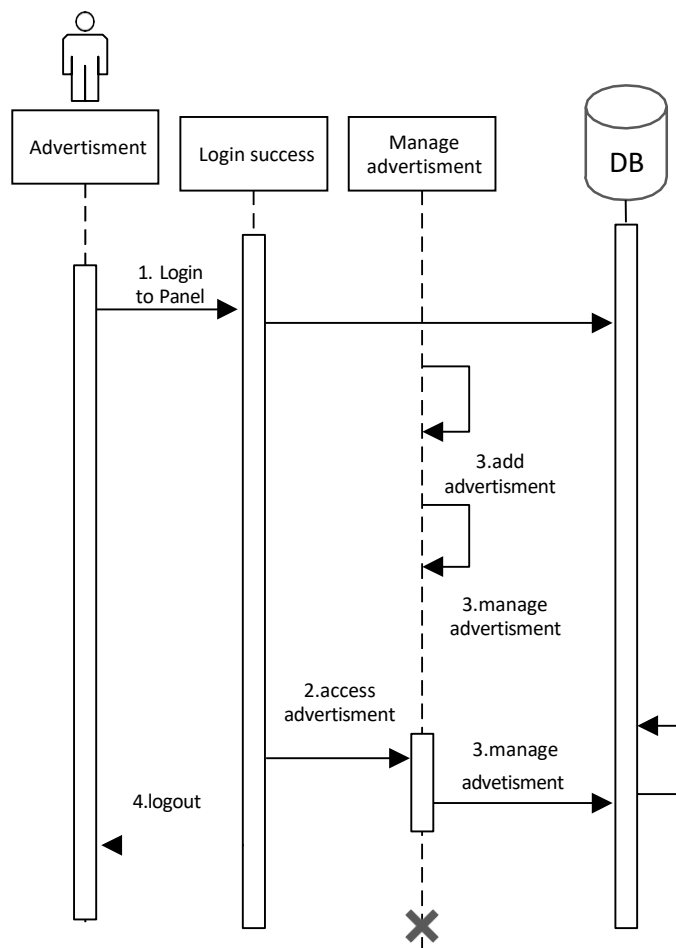 Advertisment
Login success
Manage
advertisment
DB
1. Login
to Panel
3.add
advertisment
3.manage
advertisment
2.access
advertisment
3.manage
advetisment
4.logout